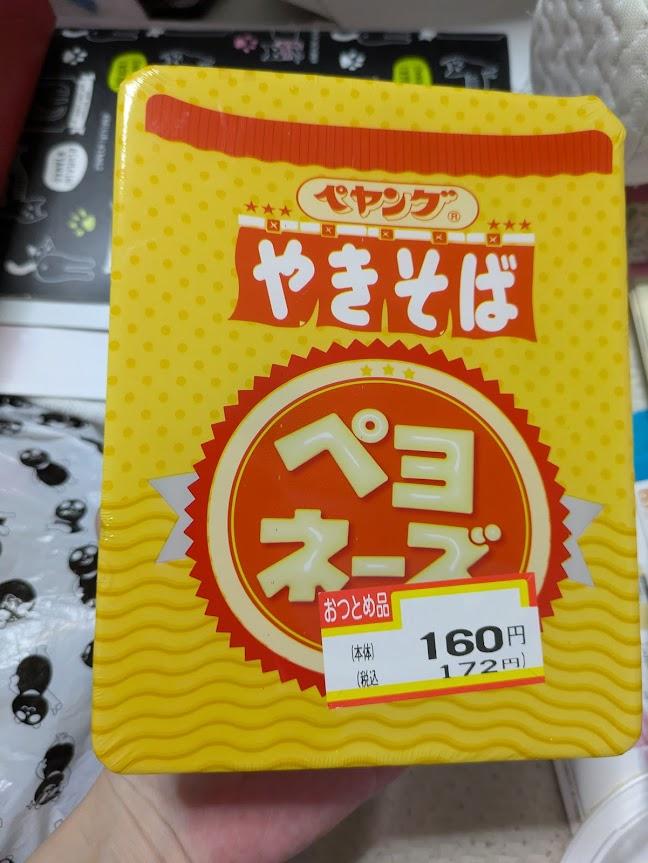 ペヤング®
やきそば
ペヨ
ネーズ
おつとめ品
(本体) 160円
(税込 172円)